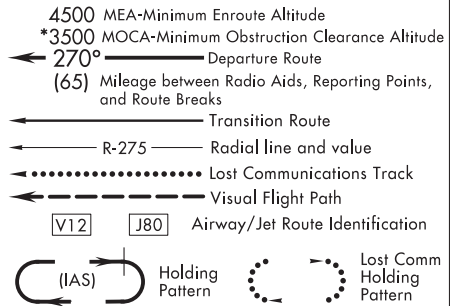 4500 MEA-Minimum Enroute Altitude
*3500 MOCA-Minimum Obstruction Clearance Altitude
270° Departure Route
(65) Mileage between Radio Aids, Reporting Points,
and Route Breaks
Transition Route
R-275 Radial line and value
Lost Communications Track
Visual Flight Path
V12 J80 Airway/Jet Route Identification
(IAS) Holding Pattern
Lost Comm Holding Pattern